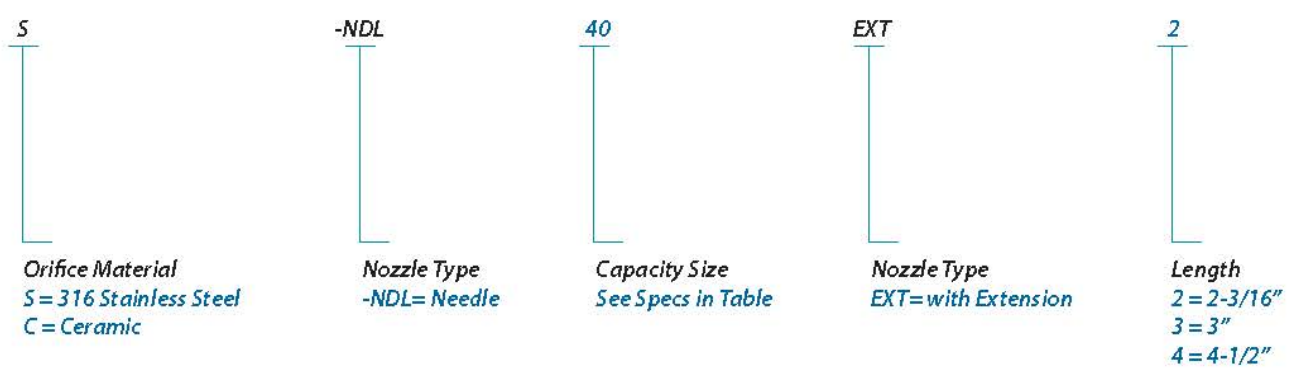 S -NDL 40 EXT 2
Orifice Material
S = 316 Stainless Steel
C = Ceramic
Nozzle Type
-NDL= Needle
Capacity Size
See Specs in Table
Nozzle Type
EXT= with Extension
Length
2 = 2-3/16"
3 = 3"
4 = 4-1/2"